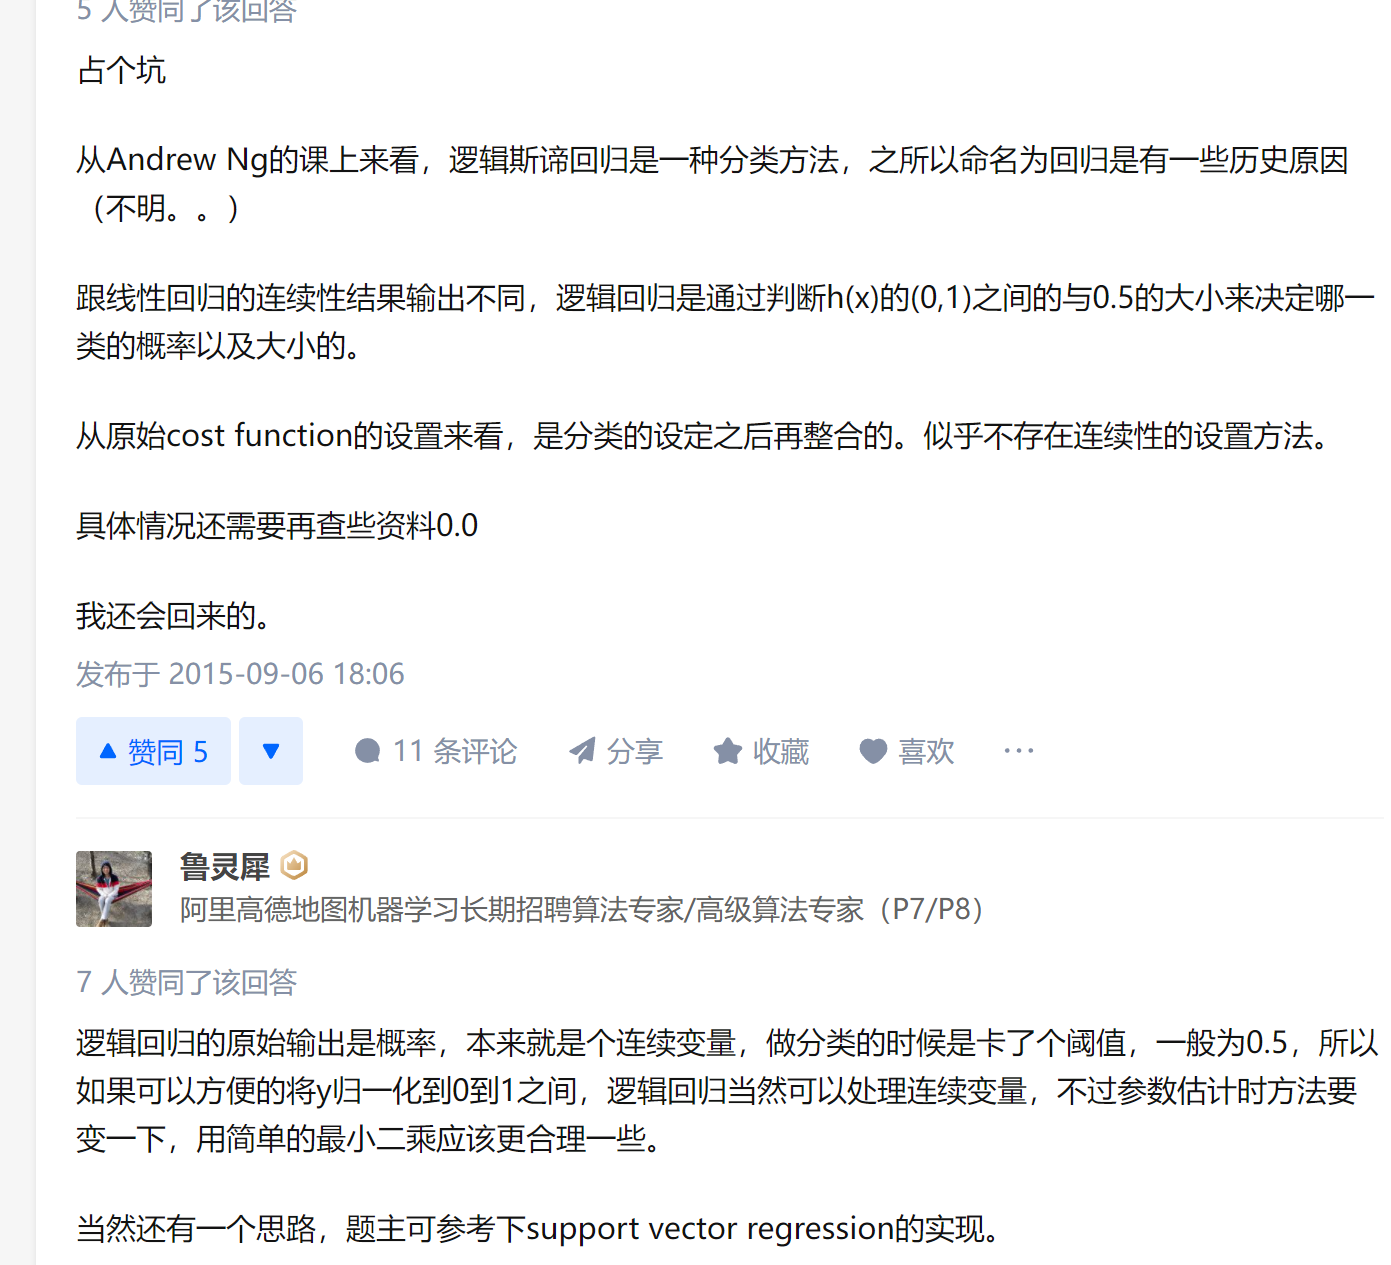 5 人赞同了该回答
占个坑
从Andrew Ng的课上来看，逻辑斯谛回归是一种分类方法，之所以命名为回归是有一些历史原因
（不明。。）
跟线性回归的连续性结果输出不同，逻辑回归是通过判断h(x)的(0,1)之间的与0.5的大小来决定哪一
类的概率以及大小的。
从原始cost function的设置来看，是分类的设定之后再整合的。似乎不存在连续性的设置方法。
具体情况还需要再查些资料0.0
我还会回来的。
发布于 2015-09-06 18:06
赞同 5 11 条评论 分享 收藏 喜欢 ···
鲁灵犀
阿里高德地图机器学习长期招聘算法专家/高级算法专家（P7/P8）
7 人赞同了该回答
逻辑回归的原始输出是概率，本来就是个连续变量，做分类的时候是卡了个阈值，一般为0.5，所以
如果可以方便的将y归一化到0到1之间，逻辑回归当然可以处理连续变量，不过参数估计时方法要
变一下，用简单的最小二乘应该更合理一些。
当然还有一个思路，题主可参考下support vector regression的实现。